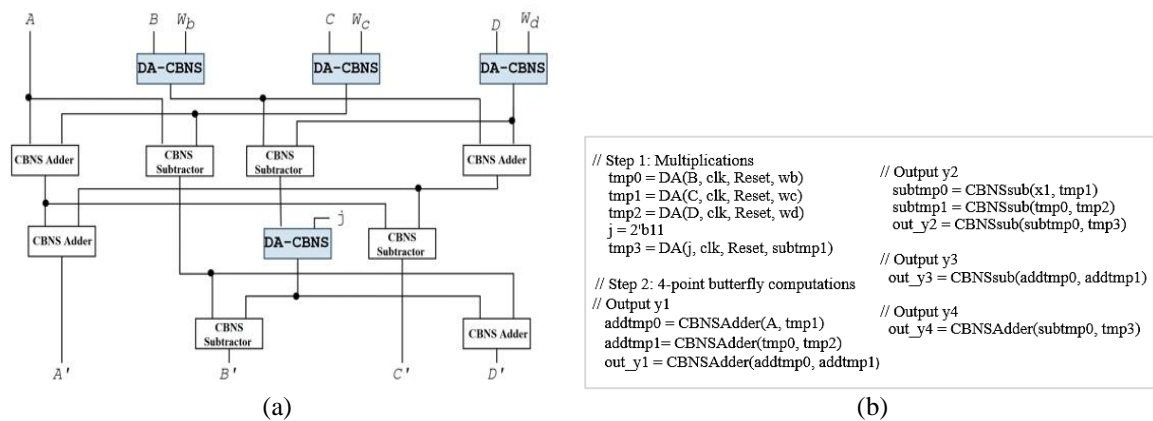 A B Wb C Wc D Wd
DA-CBNS DA-CBNS DA-CBNS
CBNS Adder CBNS Subtractor CBNS Subtractor CBNS Adder
j
CBNS Adder DA-CBNS CBNS Subtractor
CBNS Subtractor CBNS Adder
A' B' C' D'
(a)
// Step 1: Multiplications
tmp0 = DA(B, clk, Reset, wb)
tmp1 = DA(C, clk, Reset, wc)
tmp2 = DA(D, clk, Reset, wd)
j = 2'b11
tmp3 = DA(j, clk, Reset, subtmp1)
// Step 2: 4-point butterfly computations
// Output y1
addtmp0 = CBNSAdder(A, tmp1)
addtmp1= CBNSAdder(tmp0, tmp2)
out_y1 = CBNSAdder(addtmp0, addtmp1)
// Output y2
subtmp0 = CBNSsub(x1, tmp1)
subtmp1 = CBNSsub(tmp0, tmp2)
out_y2 = CBNSsub(subtmp0, tmp3)
// Output y3
out_y3 = CBNSsub(addtmp0, addtmp1)
// Output y4
out_y4 = CBNSAdder(subtmp0, tmp3)
(b)